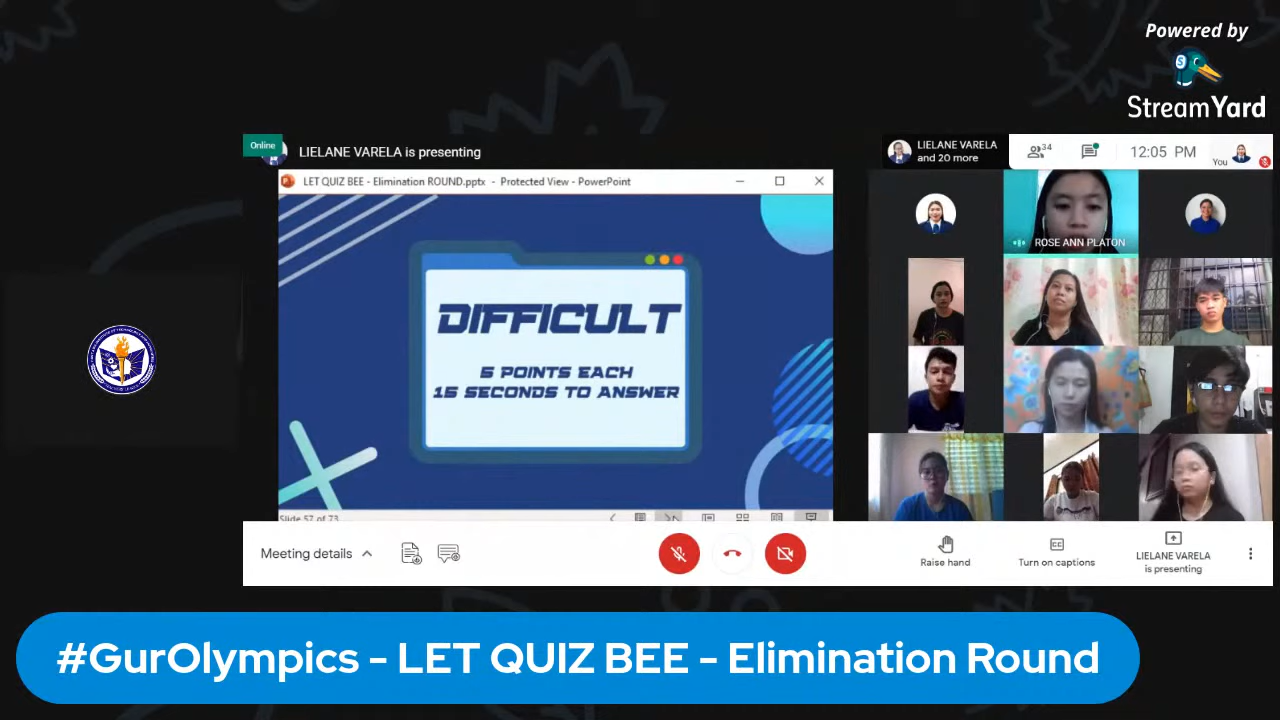 Powered by
StreamYard
Online
LIELANE VARELA is presenting
LIELANE VARELA
and 20 more
34
12:05 PM
You
LET QUIZ BEE - Elimination ROUND.pptx - Protected View - PowerPoint
DIFFICULT
5 POINTS EACH
15 SECONDS TO ANSWER
Slide 57 of 73
ROSE ANN PLATON
Meeting details
Raise hand
CC
Turn on captions
LIELANE VARELA
is presenting
#GurOlympics - LET QUIZ BEE - Elimination Round